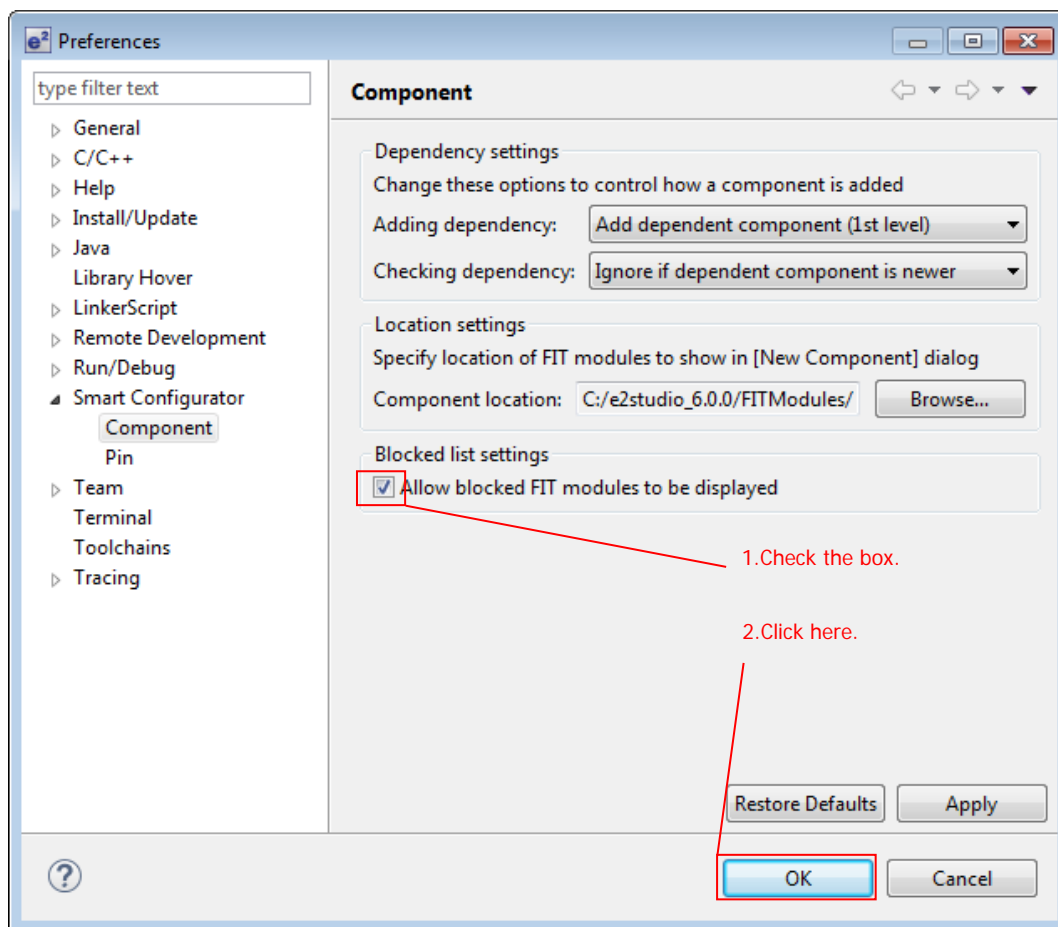 e² Preferences
type filter text
General
C/C++
Help
Install/Update
Java
Library Hover
LinkerScript
Remote Development
Run/Debug
Smart Configurator
Component
Pin
Team
Terminal
Toolchains
Tracing
Component
Dependency settings
Change these options to control how a component is added
Adding dependency: Add dependent component (1st level)
Checking dependency: Ignore if dependent component is newer
Location settings
Specify location of FIT modules to show in [New Component] dialog
Component location: C:/e2studio_6.0.0/FITModules/ Browse...
Blocked list settings
Allow blocked FIT modules to be displayed
1.Check the box.
2.Click here.
Restore Defaults Apply
? OK Cancel